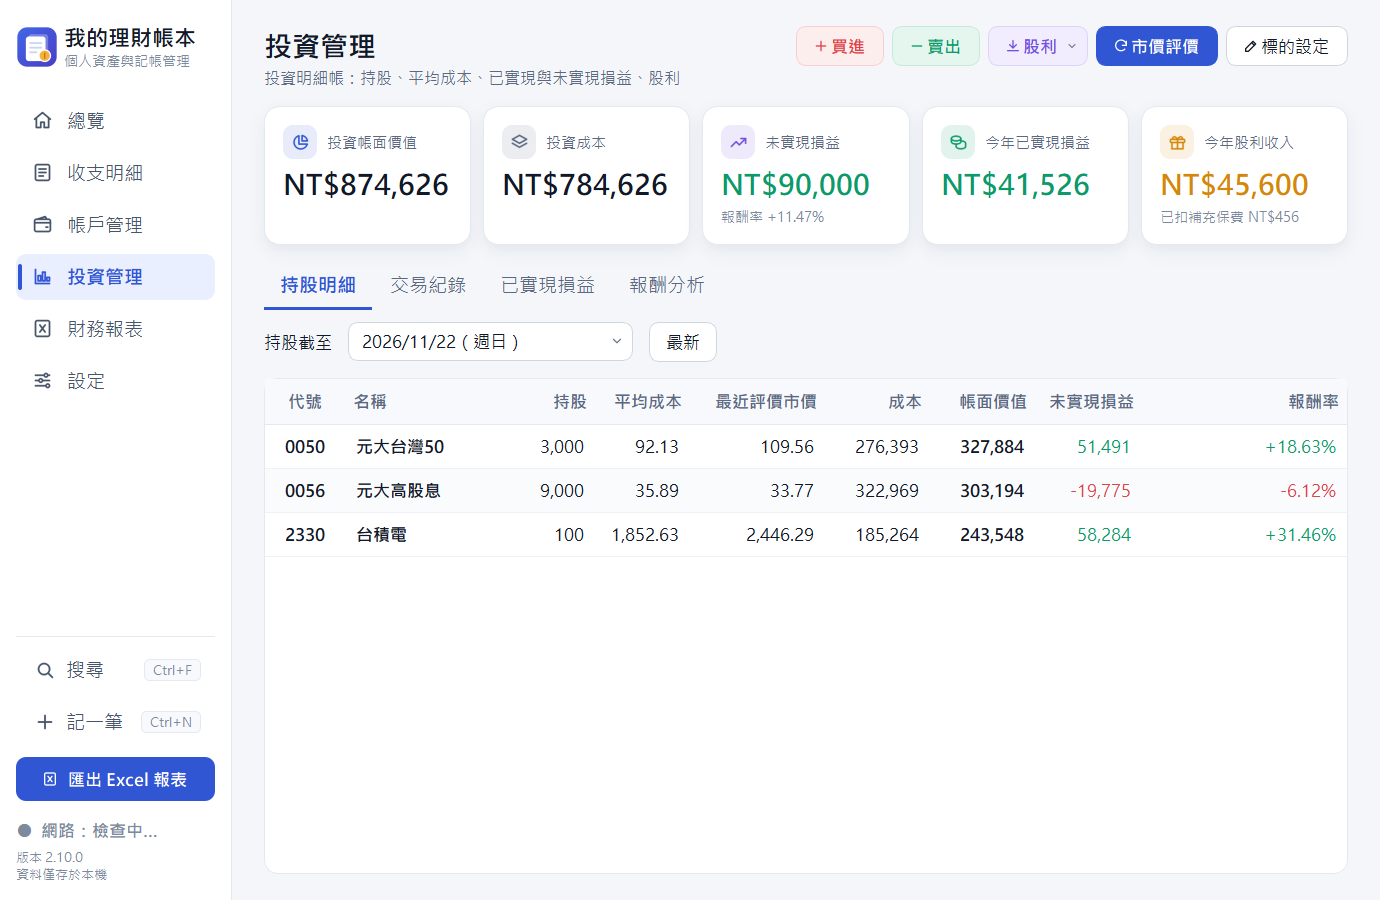 我的理財帳本
個人資產與記帳管理
總覽
收支明細
帳戶管理
投資管理
財務報表
設定
搜尋 Ctrl+F
記一筆 Ctrl+N
匯出 Excel 報表
網路：檢查中...
版本 2.10.0
資料僅存於本機
投資管理
投資明細帳：持股、平均成本、已實現與未實現損益、股利
買進
賣出
股利
市價評價
標的設定
投資帳面價值
NT$874,626
投資成本
NT$784,626
未實現損益
NT$90,000
報酬率 +11.47%
今年已實現損益
NT$41,526
今年股利收入
NT$45,600
已扣補充保費 NT$456
持股明細 交易紀錄 已實現損益 報酬分析
持股截至 2026/11/22（週日） 最新
代號 名稱 持股 平均成本 最近評價市價 成本 帳面價值 未實現損益 報酬率
0050 元大台灣50 3,000 92.13 109.56 276,393 327,884 51,491 +18.63%
0056 元大高股息 9,000 35.89 33.77 322,969 303,194 -19,775 -6.12%
2330 台積電 100 1,852.63 2,446.29 185,264 243,548 58,284 +31.46%